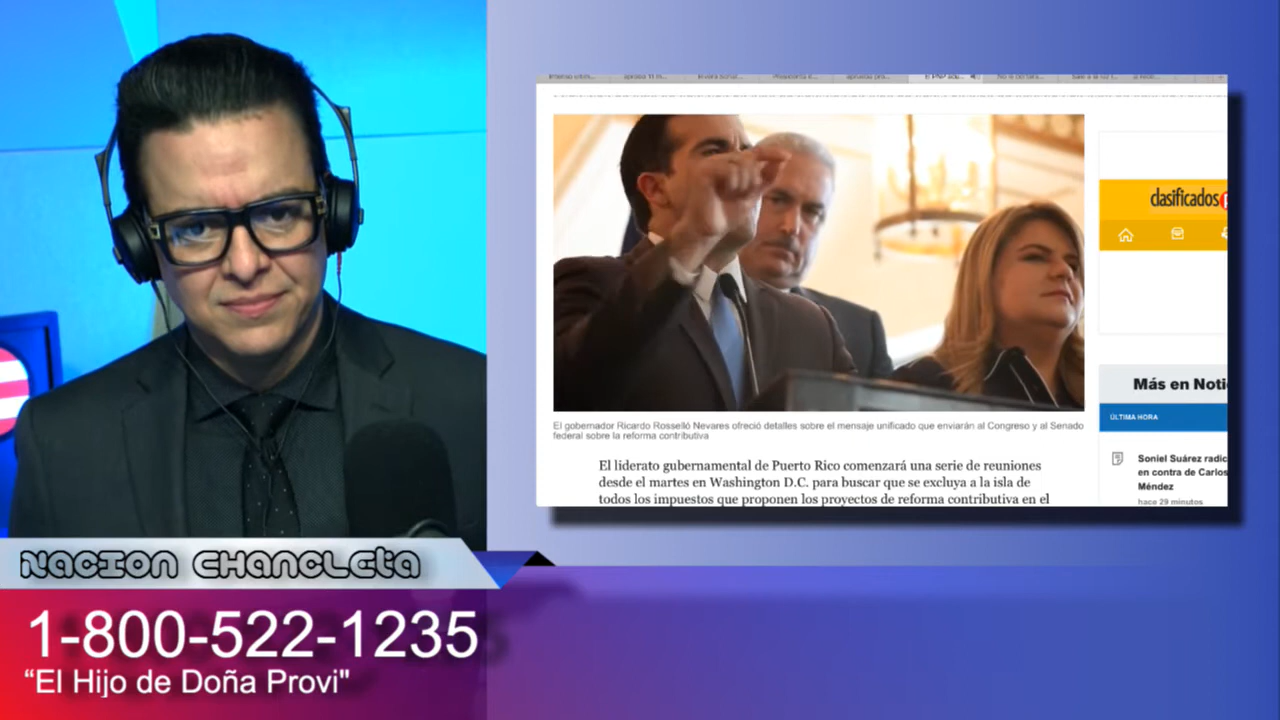 clasificados
El gobernador Ricardo Rosselló Nevares ofreció detalles sobre el mensaje unificado que enviarán al Congreso y al Senado
federal sobre la reforma contributiva
El liderato gubernamental de Puerto Rico comenzará una serie de reuniones
desde el martes en Washington D.C. para buscar que se excluya a la isla de
todos los impuestos que proponen los proyectos de reforma contributiva en el
Más en Noti
ÚLTIMA HORA
Soniel Suárez radic
en contra de Carlos
Méndez
hace 29 minutos
NACION CHANCLETA
1-800-522-1235
“El Hijo de Doña Provi"